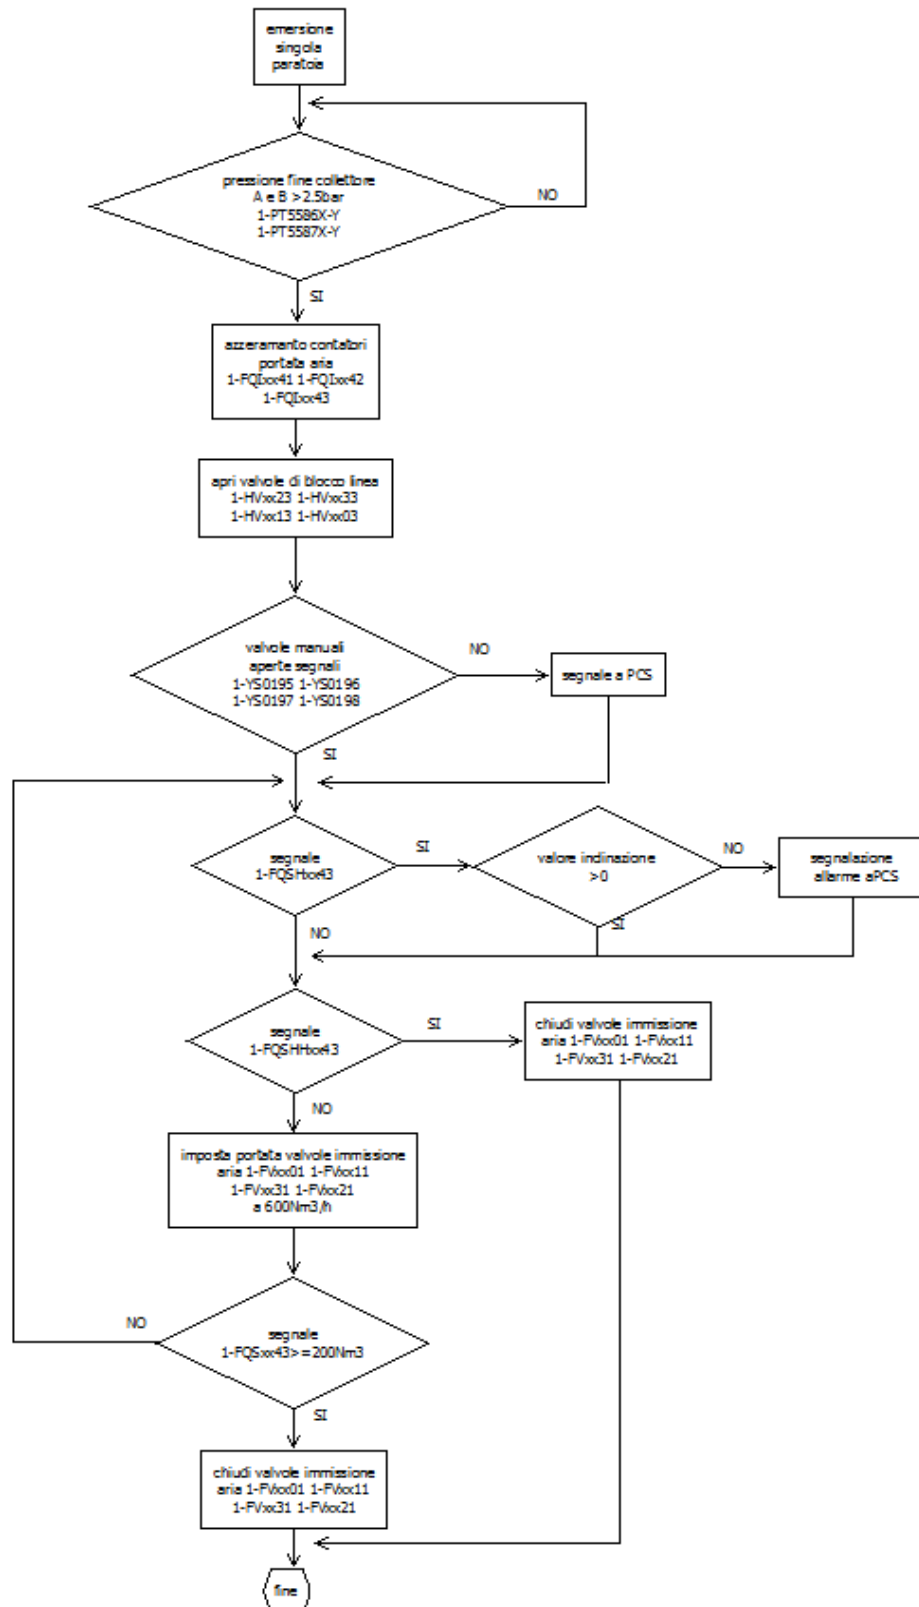 emersione
singola
paratoia
pressione fine collettore
A e B >2.5bar
1-PT5586X-Y
1-PT5587X-Y
NO
SI
azzeramanto contatori
portata aria
1-FQIxx41 1-FQIxx42
1-FQIxx43
apri valvole di blocco linea
1-HVxx23 1-HVxx33
1-HVxx13 1-HVxx03
valvole manuali
aperte segnali
1-YS0195 1-YS0196
1-YS0197 1-YS0198
NO
segnale a PCS
SI
segnale
1-FQSHxx43
SI
valore inclinazione
>0
NO
segnalazione
allarme aPCS
SI
NO
segnale
1-FQSHHxx43
SI
chiudi valvole immissione
aria 1-FVxx01 1-FVxx11
1-FVxx31 1-FVxx21
NO
imposta portata valvole immissione
aria 1-FVxx01 1-FVxx11
1-FVxx31 1-FVxx21
a 600Nm3/h
NO
segnale
1-FQSxx43>=200Nm3
SI
chiudi valvole immissione
aria 1-FVxx01 1-FVxx11
1-FVxx31 1-FVxx21
fine